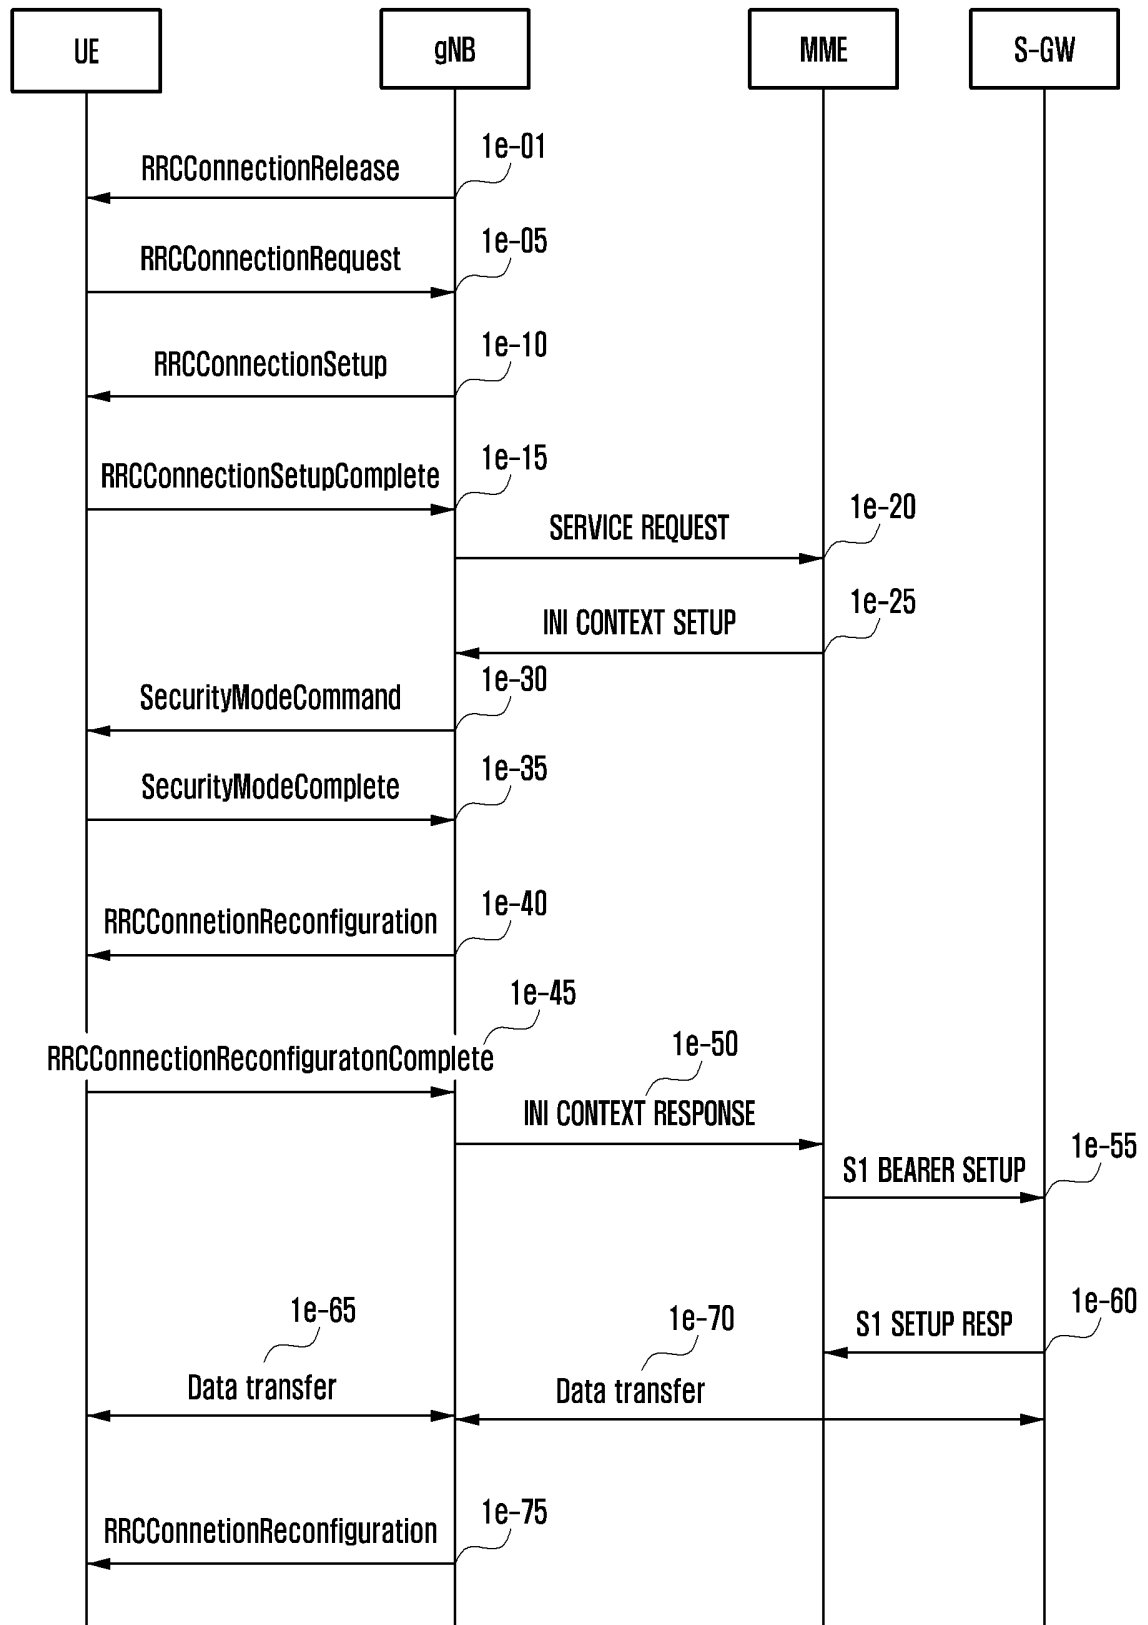 UE
gNB
MME
S-GW
1e-01
RRCConnectionRelease
1e-05
RRCConnectionRequest
1e-10
RRCConnectionSetup
1e-15
RRCConnectionSetupComplete
1e-20
SERVICE REQUEST
1e-25
INI CONTEXT SETUP
1e-30
SecurityModeCommand
1e-35
SecurityModeComplete
1e-40
RRCConnetionReconfiguration
1e-45
RRCConnectionReconfiguratonComplete
1e-50
INI CONTEXT RESPONSE
1e-55
S1 BEARER SETUP
1e-60
S1 SETUP RESP
1e-65
Data transfer
1e-70
Data transfer
1e-75
RRCConnetionReconfiguration